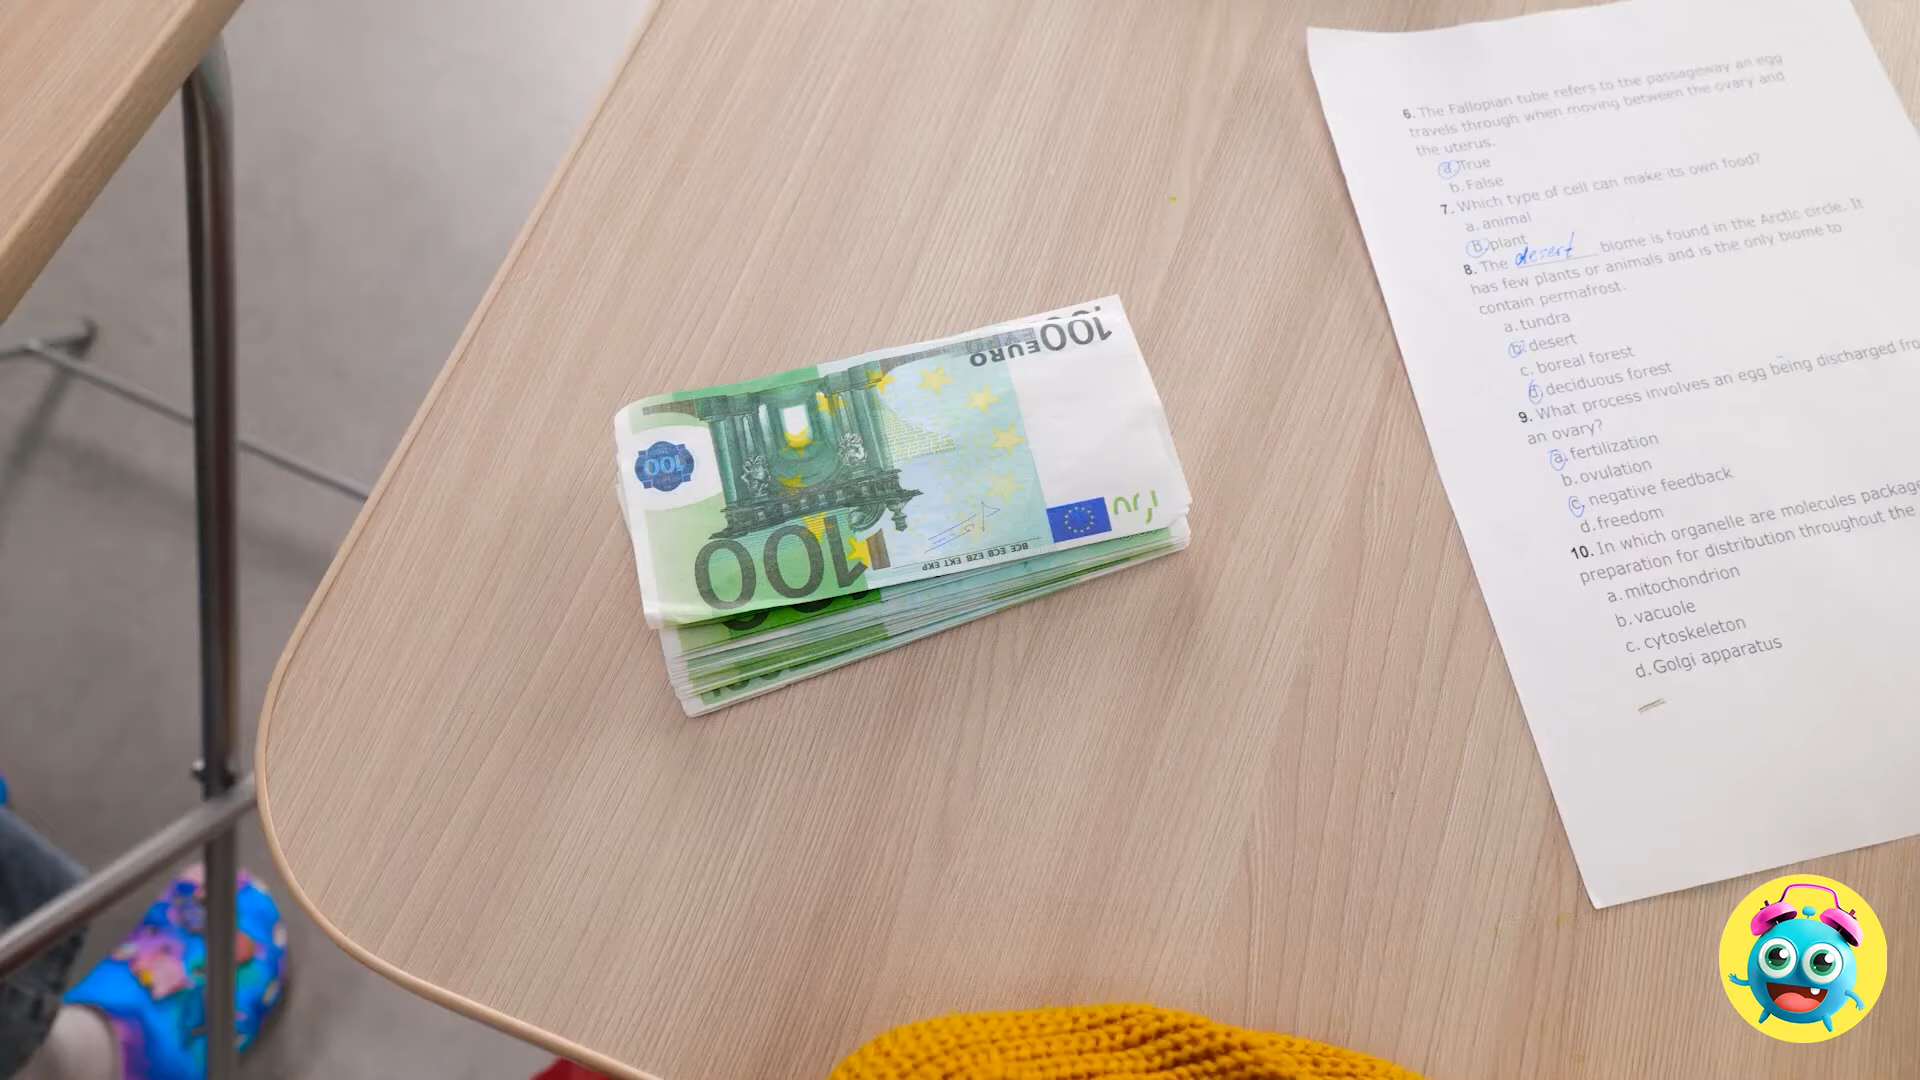 100 EURO
100
100
BCE ECB EZB EKT EKP
6. The Fallopian tube refers to the passageway an egg
travels through when moving between the ovary and
the uterus.
a. True
b. False
7. Which type of cell can make its own food?
a. animal
b. plant
8. The desert biome is found in the Arctic circle. It
has few plants or animals and is the only biome to
contain permafrost.
a. tundra
b. desert
c. boreal forest
d. deciduous forest
9. What process involves an egg being discharged
an ovary?
a. fertilization
b. ovulation
c. negative feedback
d. freedom
10. In which organelle are molecules
preparation for distribution throughout the
a. mitochondrion
b. vacuole
c. cytoskeleton
d. Golgi apparatus